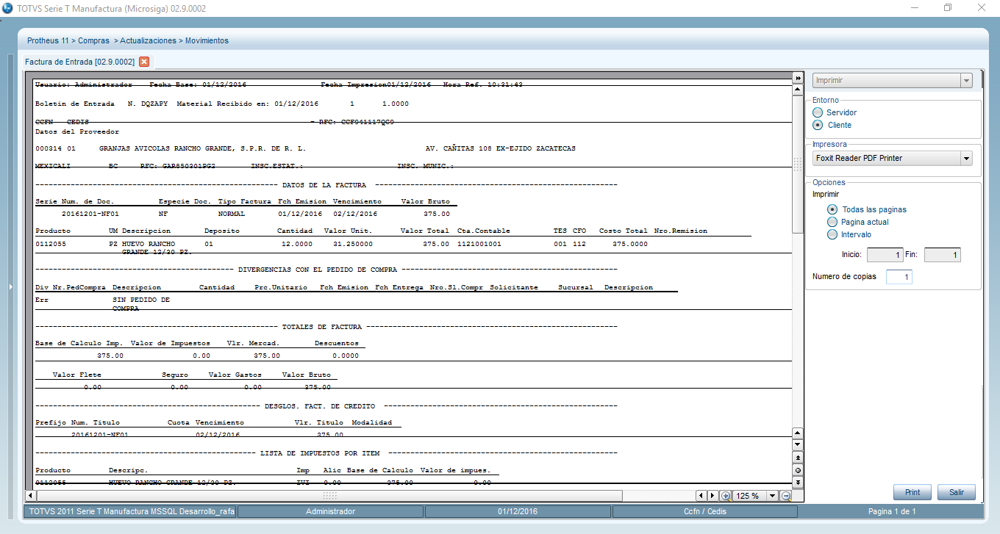 TOTVS Serie T Manufactura (Microsiga) 02.9.0002
Protheus 11 > Compras > Actualizaciones > Movimientos
Factura de Entrada [02.9.0002]
Usuario: Administrador Fecha Base: 01/12/2016 Fecha Impresion01/12/2016 Hora Ref. 10:31:43
Boletin de Entrada N. DQZAPY Material Recibido en: 01/12/2016 1 1.0000
CCFN - CEDIS - RFC: CCF941117QG9
Datos del Proveedor
000314 01 GRANJAS AVICOLAS RANCHO GRANDE, S.P.R. DE R. L. AV. CAÑITAS 108 EX-EJIDO ZACATECAS
MEXICALI BC RFC: GAR850301PG2 INSC.ESTAT.: INSC. MUNIC.:
DATOS DE LA FACTURA
Serie Num. de Doc. Especie Doc. Tipo Factura Fch Emision Vencimiento Valor Bruto
20161201-NF01 NF NORMAL 01/12/2016 02/12/2016 375.00
Producto UM Descripcion Deposito Cantidad Valor Unit. Valor Total Cta.Contable TES CFO Costo Total Nro.Remision
0112055 PZ HUEVO RANCHO 01 12.0000 31.250000 375.00 1121001001 001 112 375.0000
GRANDE 12/30 PZ.
DIVERGENCIAS CON EL PEDIDO DE COMPRA
Div Nr.PedCompra Descripcion Cantidad Prc.Unitario Fch Emision Fch Entrega Nro.Sl.Compr Solicitante Sucursal Descripcion
Err SIN PEDIDO DE
COMPRA
TOTALES DE FACTURA
Base de Calculo Imp. Valor de Impuestos Vlr. Mercad. Descuentos
375.00 0.00 375.00 0.0000
Valor Flete Seguro Valor Gastos Valor Bruto
0.00 0.00 0.00 375.00
DESGLOS. FACT. DE CREDITO
Prefijo Num. Titulo Cuota Vencimiento Vlr. Titulo Modalidad
20161201-NF01 02/12/2016 375.00
LISTA DE IMPUESTOS POR ITEM
Producto Descripc. Imp Alic Base de Calculo Valor de impues.
0112055 HUEVO RANCHO GRANDE 12/30 PZ. IVI 0.00 375.00 0.00
125 %
Imprimir
Entorno
Servidor
Cliente
Impresora
Foxit Reader PDF Printer
Opciones
Imprimir
Todas las paginas
Pagina actual
Intervalo
Inicio: 1 Fin: 1
Numero de copias 1
Print Salir
TOTVS 2011 Serie T Manufactura MSSQL Desarrollo_rafa Administrador 01/12/2016 Ccfn / Cedis Pagina 1 de 1